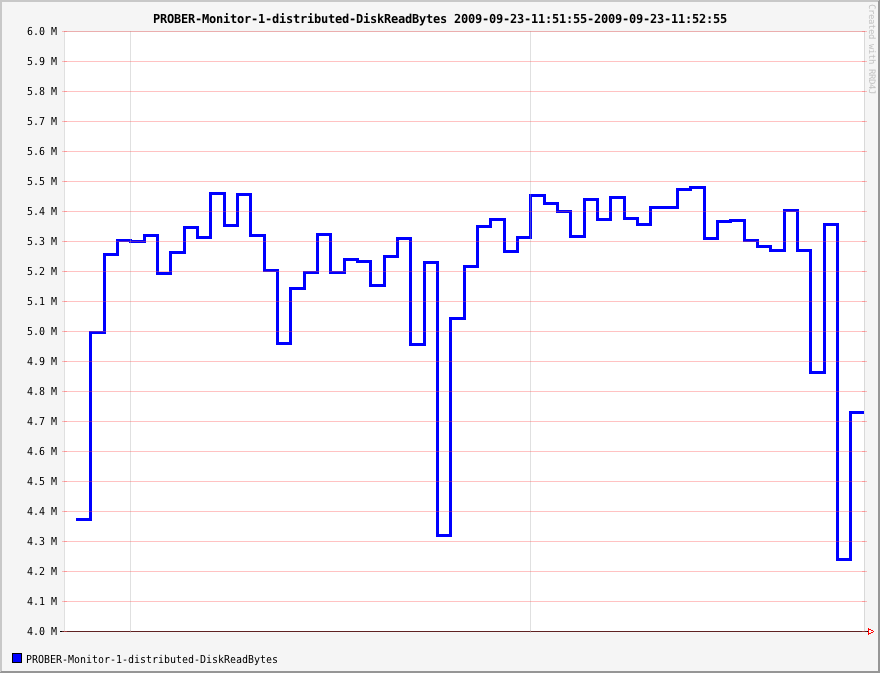 PROBER-Monitor-1-distributed-DiskReadBytes 2009-09-23-11:51:55-2009-09-23-11:52:55
Created with RRD4J
6.0 M
5.9 M
5.8 M
5.7 M
5.6 M
5.5 M
5.4 M
5.3 M
5.2 M
5.1 M
5.0 M
4.9 M
4.8 M
4.7 M
4.6 M
4.5 M
4.4 M
4.3 M
4.2 M
4.1 M
4.0 M
PROBER-Monitor-1-distributed-DiskReadBytes